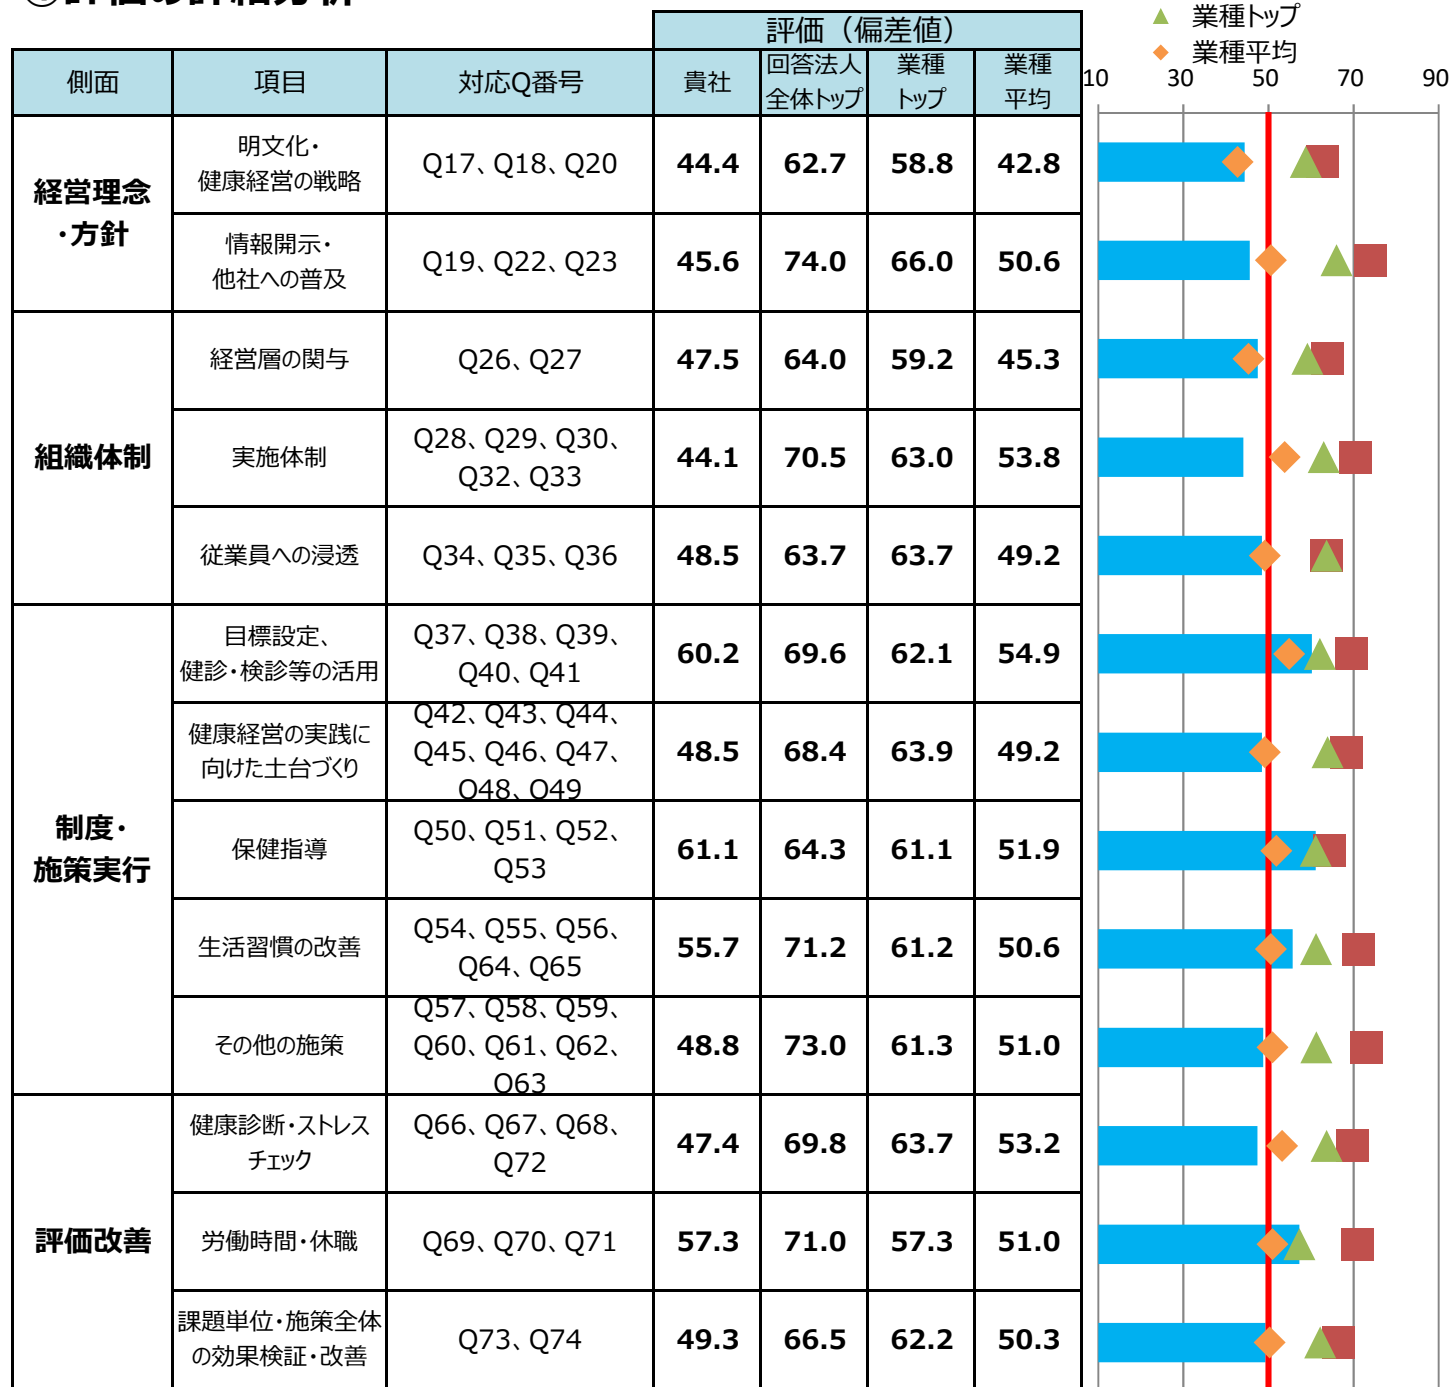 評価（偏差値）
▲ 業種トップ
◆ 業種平均
側面 項目 対応Q番号 貴社 回答法人 業種 業種
全体トップ トップ 平均
10 30 50 70 90
経営理念
・方針
明文化・
健康経営の戦略
Q17、Q18、Q20 44.4 62.7 58.8 42.8
情報開示・
他社への普及
Q19、Q22、Q23 45.6 74.0 66.0 50.6
組織体制
経営層の関与 Q26、Q27 47.5 64.0 59.2 45.3
実施体制
Q28、Q29、Q30、
Q32、Q33
44.1 70.5 63.0 53.8
従業員への浸透 Q34、Q35、Q36 48.5 63.7 63.7 49.2
制度・
施策実行
目標設定、
健診・検診等の活用
Q37、Q38、Q39、
Q40、Q41
60.2 69.6 62.1 54.9
健康経営の実践に
向けた土台づくり
Q42、Q43、Q44、
Q45、Q46、Q47、
Q48、Q49
48.5 68.4 63.9 49.2
保健指導
Q50、Q51、Q52、
Q53
61.1 64.3 61.1 51.9
生活習慣の改善
Q54、Q55、Q56、
Q64、Q65
55.7 71.2 61.2 50.6
その他の施策
Q57、Q58、Q59、
Q60、Q61、Q62、
Q63
48.8 73.0 61.3 51.0
評価改善
健康診断・ストレス
チェック
Q66、Q67、Q68、
Q72
47.4 69.8 63.7 53.2
労働時間・休職 Q69、Q70、Q71 57.3 71.0 57.3 51.0
課題単位・施策全体
の効果検証・改善
Q73、Q74 49.3 66.5 62.2 50.3